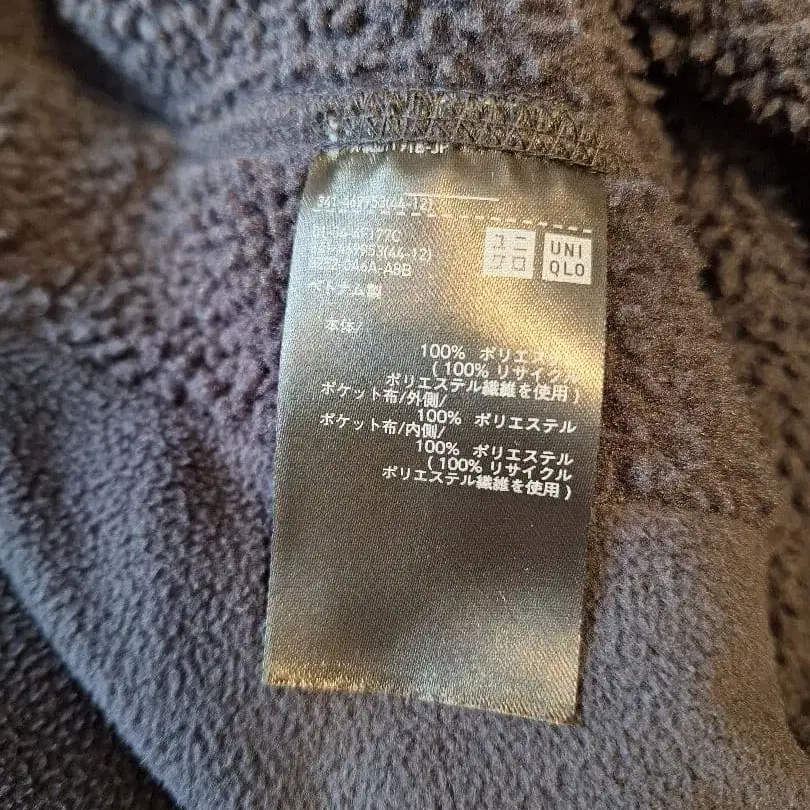 ユニ
クロ
UNI
QLO
ベトナム製
本体/
100% ポリエステル
(100% リサイクル
ポリエステル繊維を使用)
ポケット布/外側/
100% ポリエステル
ポケット布/内側/
100% ポリエステル
(100% リサイクル
ポリエステル繊維を使用)